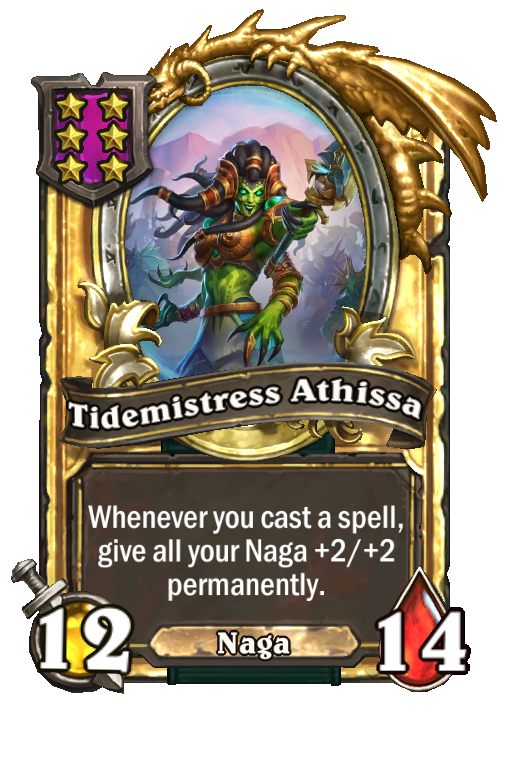 Tidemistress Athissa
Whenever you cast a spell,
give all your Naga +2/+2
permanently.
12
Naga
14